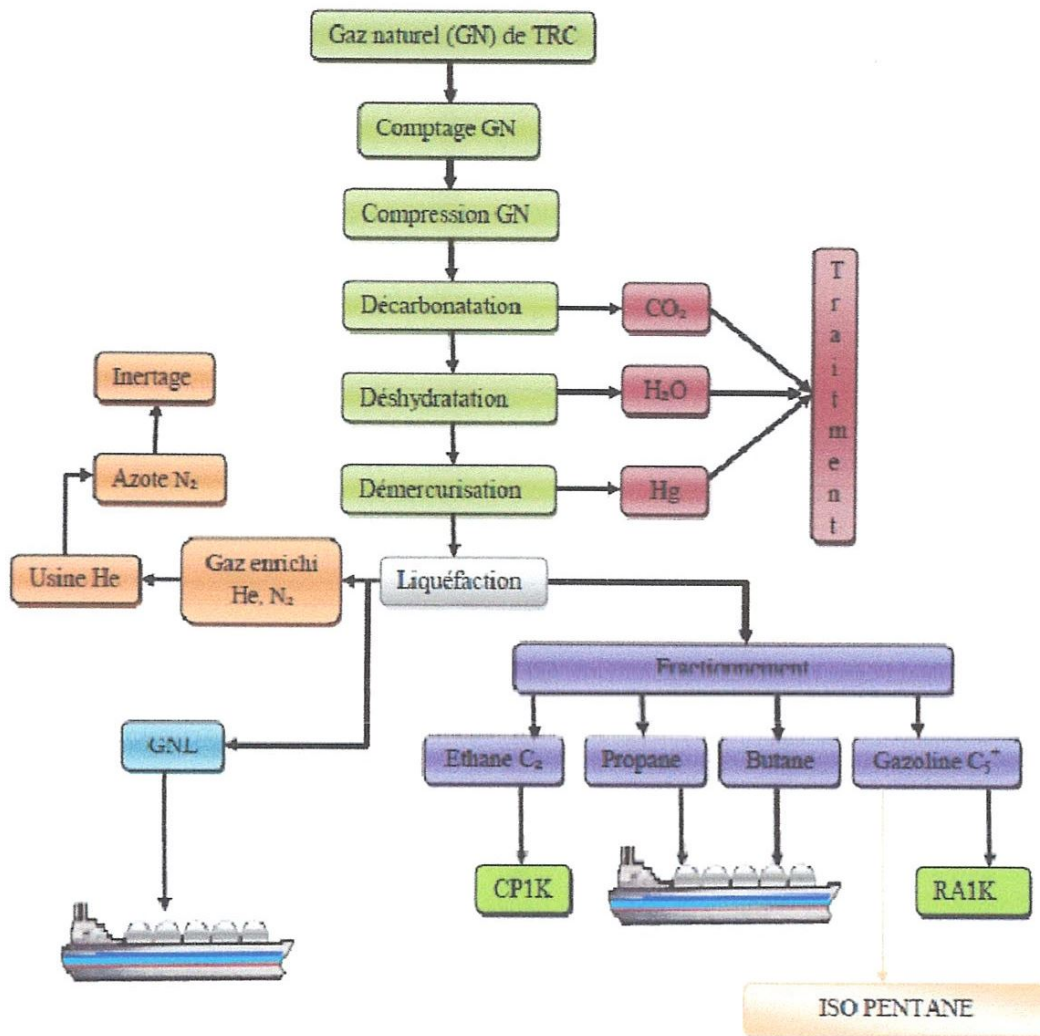 Gaz naturel (GN) de TRC
Comptage GN
Compression GN
Décarbonatation
CO₂
Déshydratation
H₂O
Démercurisation
Hg
Traitment
Inertage
Azote N₂
Usine He
Gaz enrichi
He, N₂
Liquéfaction
Fractionnement
GNL
Ethane C₂
Propane
Butane
Gazoline C₅⁺
CP1K
RA1K
ISO PENTANE